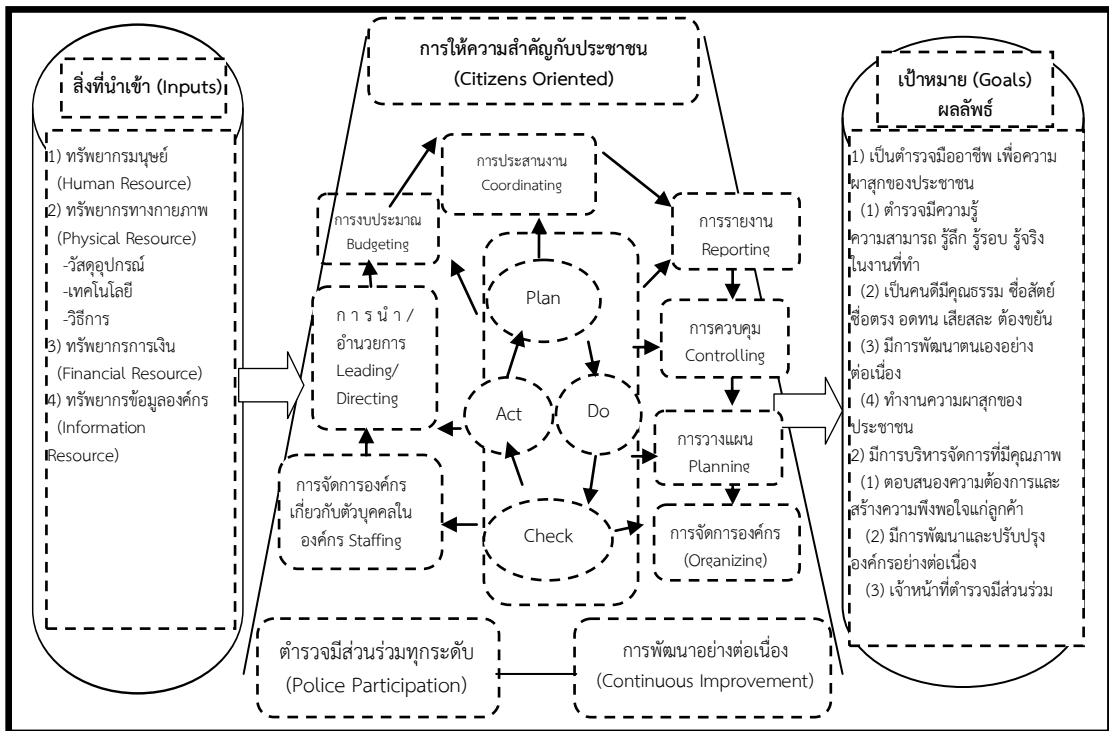 การให้ความสำคัญกับประชาชน
(Citizens Oriented)
สิ่งที่นำเข้า (Inputs)
1) ทรัพยากรมนุษย์
(Human Resource)
2) ทรัพยากรทางกายภาพ
(Physical Resource)
-วัสดุอุปกรณ์
-เทคโนโลยี
-วิธีการ
3) ทรัพยากรการเงิน
(Financial Resource)
4) ทรัพยากรข้อมูลองค์กร
(Information
Resource)
การประสานงาน
Coordinating
การงบประมาณ
Budgeting
การรายงาน
Reporting
ก า ร นำ /
อำนวยการ
Leading/
Directing
การควบคุม
Controlling
การวางแผน
Planning
การจัดการองค์กร
เกี่ยวกับตัวบุคคลใน
องค์กร Staffing
การจัดการองค์กร
(Organizing)
Plan
Do
Check
Act
ตำรวจมีส่วนร่วมทุกระดับ
(Police Participation)
การพัฒนาอย่างต่อเนื่อง
(Continuous Improvement)
เป้าหมาย (Goals)
ผลลัพธ์
1) เป็นตำรวจมืออาชีพ เพื่อความ
ผาสุกของประชาชน
(1) ตำรวจมีความรู้
ความสามารถ รู้ลึก รู้รอบ รู้จริง
ในงานที่ทำ
(2) เป็นคนดีมีคุณธรรม ซื่อสัตย์
ซื่อตรง อดทน เสียสละ ต้องขยัน
(3) มีการพัฒนาตนเองอย่าง
ต่อเนื่อง
(4) ทำงานความผาสุกของ
ประชาชน
2) มีการบริหารจัดการที่มีคุณภาพ
(1) ตอบสนองความต้องการและ
สร้างความพึงพอใจแก่ลูกค้า
(2) มีการพัฒนาและปรับปรุง
องค์กรอย่างต่อเนื่อง
(3) เจ้าหน้าที่ตำรวจมีส่วนร่วม